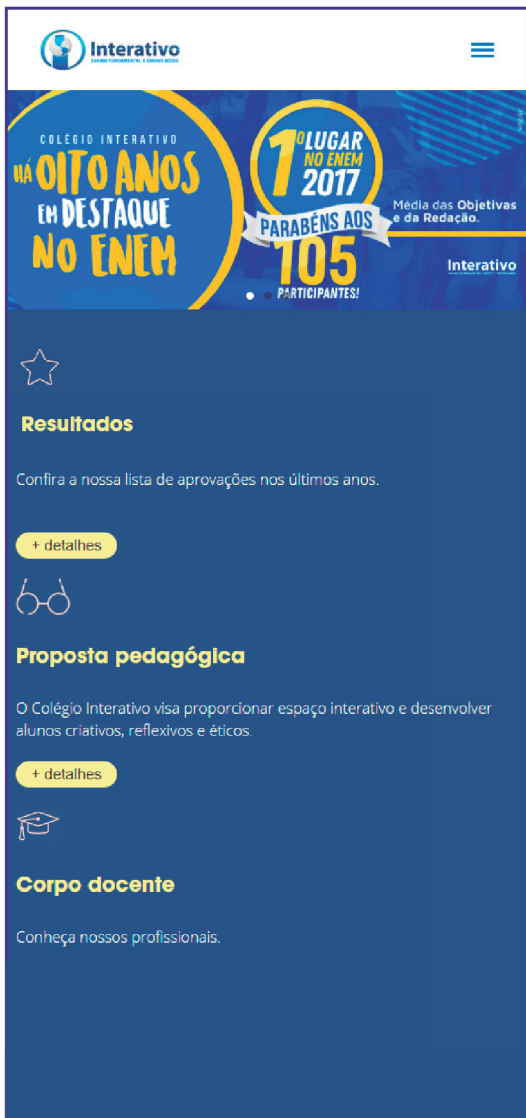 Interativo
ENSINO FUNDAMENTAL E ENSINO MÉDIO
COLÉGIO INTERATIVO
HÁ OITO ANOS
EM DESTAQUE
NO ENEM
1º LUGAR
NO ENEM
2017
PARABÉNS AOS
105
PARTICIPANTES!
Média das Objetivas
e da Redação.
Interativo
Resultados
Confira a nossa lista de aprovações nos últimos anos.
+ detalhes
Proposta pedagógica
O Colégio Interativo visa proporcionar espaço interativo e desenvolver
alunos criativos, reflexivos e éticos.
+ detalhes
Corpo docente
Conheça nossos profissionais.